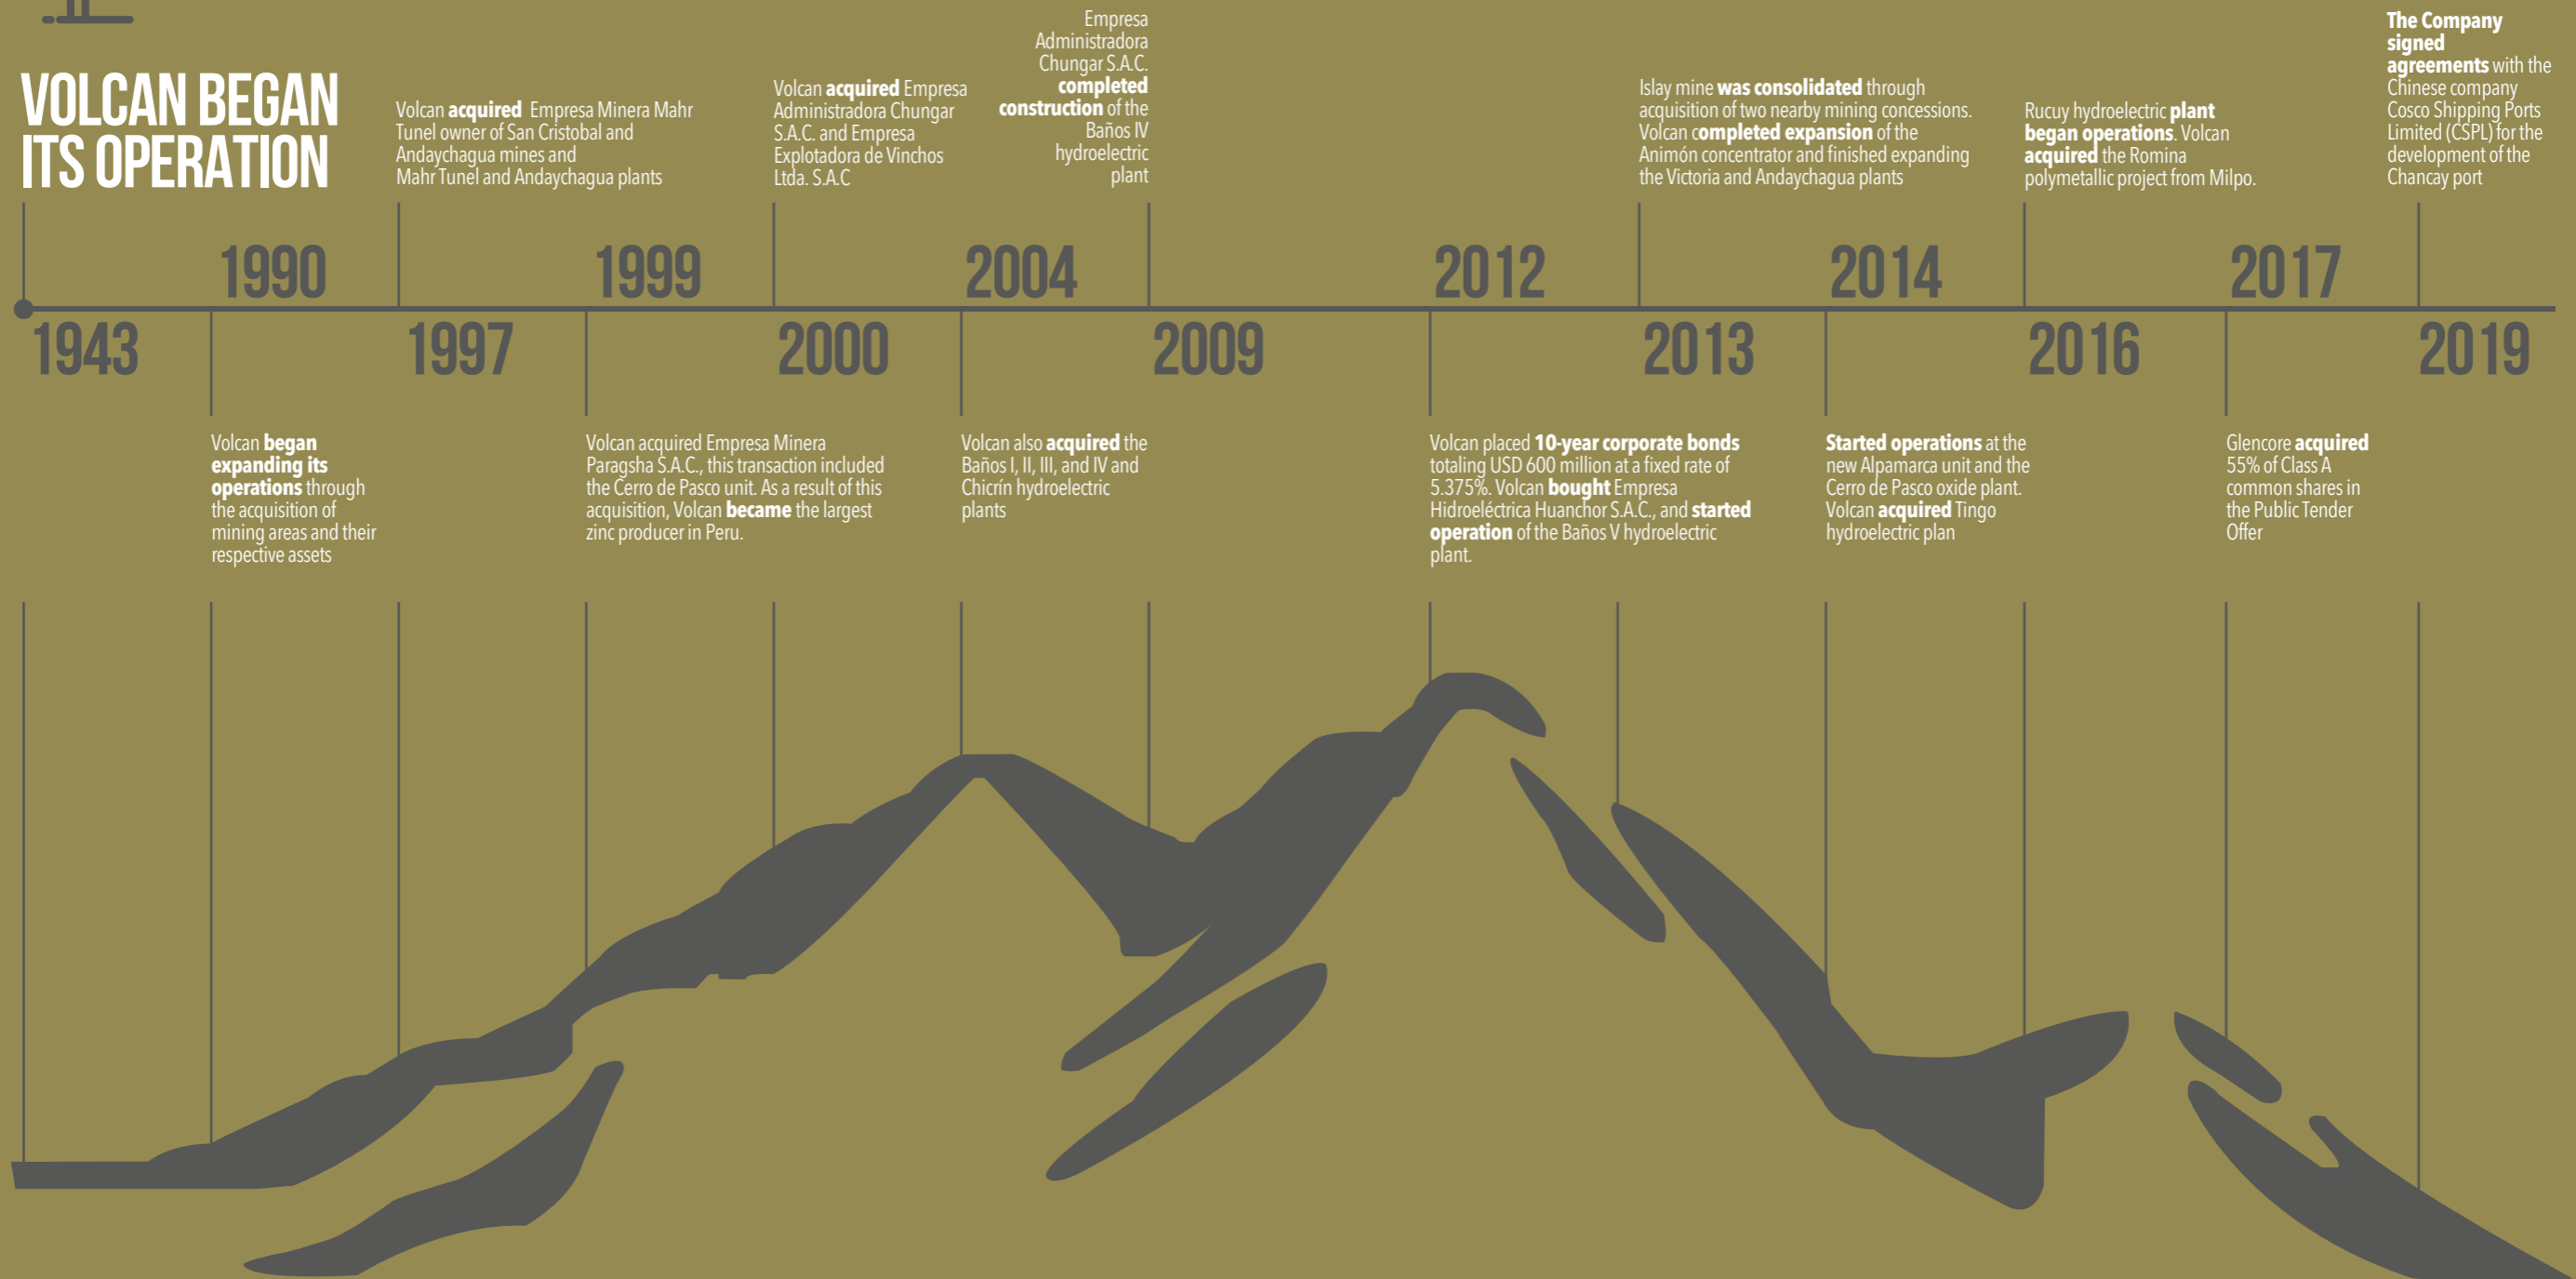 VOLCAN BEGAN
ITS OPERATION
Volcan acquired Empresa Minera Mahr
Tunel owner of San Cristobal and
Andaychagua mines and
Mahr Tunel and Andaychagua plants
Volcan acquired Empresa
Administradora Chungar
S.A.C. and Empresa
Explotadora de Vinchos
Ltda. S.A.C
Empresa
Administradora
Chungar S.A.C.
completed
construction of the
Baños IV
hydroelectric
plant
Islay mine was consolidated through
acquisition of two nearby mining concessions.
Volcan completed expansion of the
Animón concentrator and finished expanding
the Victoria and Andaychagua plants
Rucuy hydroelectric plant
began operations. Volcan
acquired the Romina
polymetallic project from Milpo.
The Company
signed
agreements with the
Chinese company
Cosco Shipping Ports
Limited (CSPL) for the
development of the
Chancay port
1990
1999
2004
2012
2014
2017
1943
1997
2000
2009
2013
2016
2019
Volcan began
expanding its
operations through
the acquisition of
mining areas and their
respective assets
Volcan acquired Empresa Minera
Paragsha S.A.C., this transaction included
the Cerro de Pasco unit. As a result of this
acquisition, Volcan became the largest
zinc producer in Peru.
Volcan also acquired the
Baños I, II, III, and IV and
Chicrín hydroelectric
plants
Volcan placed 10-year corporate bonds
totaling USD 600 million at a fixed rate of
5.375%. Volcan bought Empresa
Hidroeléctrica Huanchor S.A.C., and started
operation of the Baños V hydroelectric
plant.
Started operations at the
new Alpamarca unit and the
Cerro de Pasco oxide plant.
Volcan acquired Tingo
hydroelectric plan
Glencore acquired
55% of Class A
common shares in
the Public Tender
Offer